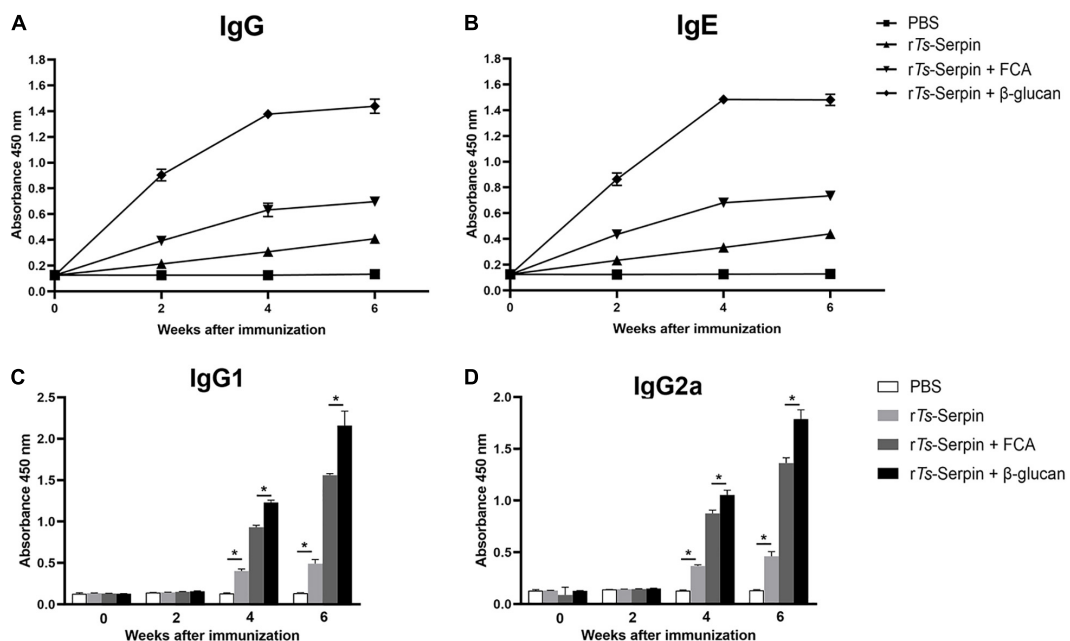 A
IgG
Absorbance 450 nm
1.8
1.6
1.4
1.2
1.0
0.8
0.6
0.4
0.2
0.0
0
2
4
6
Weeks after immunization
B
IgE
Absorbance 450 nm
1.8
1.6
1.4
1.2
1.0
0.8
0.6
0.4
0.2
0.0
0
2
4
6
Weeks after immunization
PBS
rTs-Serpin
rTs-Serpin + FCA
rTs-Serpin + β-glucan
C
IgG1
Absorbance 450 nm
2.5
2.0
1.5
1.0
0.5
0.0
*
*
*
*
0
2
4
6
Weeks after immunization
D
IgG2a
Absorbance 450 nm
2.0
1.5
1.0
0.5
0.0
*
*
*
*
0
2
4
6
Weeks after immunization
PBS
rTs-Serpin
rTs-Serpin + FCA
rTs-Serpin + β-glucan